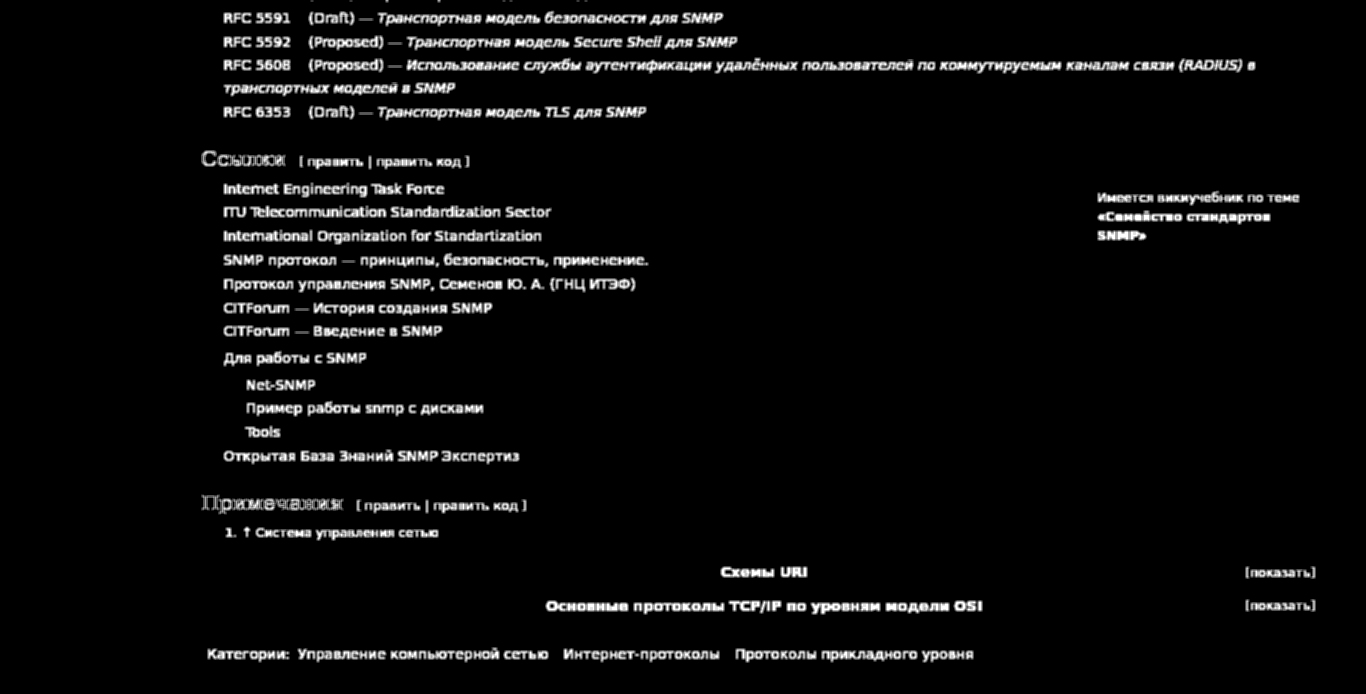 RFC 5591 (Draft) — Транспортная модель безопасности для SNMP
RFC 5592 (Proposed) — Транспортная модель Secure Shell для SNMP
RFC 5608 (Proposed) — Использование службы аутентификации удалённых пользователей по коммутируемым каналам связи (RADIUS) в
транспортных моделей в SNMP
RFC 6353 (Draft) — Транспортная модель TLS для SNMP
Ссылки [ править | править код ]
Internet Engineering Task Force
ITU Telecommunication Standardization Sector
International Organization for Standartization
SNMP протокол — принципы, безопасность, применение.
Протокол управления SNMP, Семенов Ю. А. (ГНЦ ИТЭФ)
CITForum — История создания SNMP
CITForum — Введение в SNMP
Для работы с SNMP
Net-SNMP
Пример работы snmp с дисками
Tools
Открытая База Знаний SNMP Экспертиз
Имеется викиучебник по теме
«Семейство стандартов
SNMP»
Примечания [ править | править код ]
1. ↑ Система управления сетью
Схемы URI [показать]
Основные протоколы TCP/IP по уровням модели OSI [показать]
Категории: Управление компьютерной сетью Интернет-протоколы Протоколы прикладного уровня